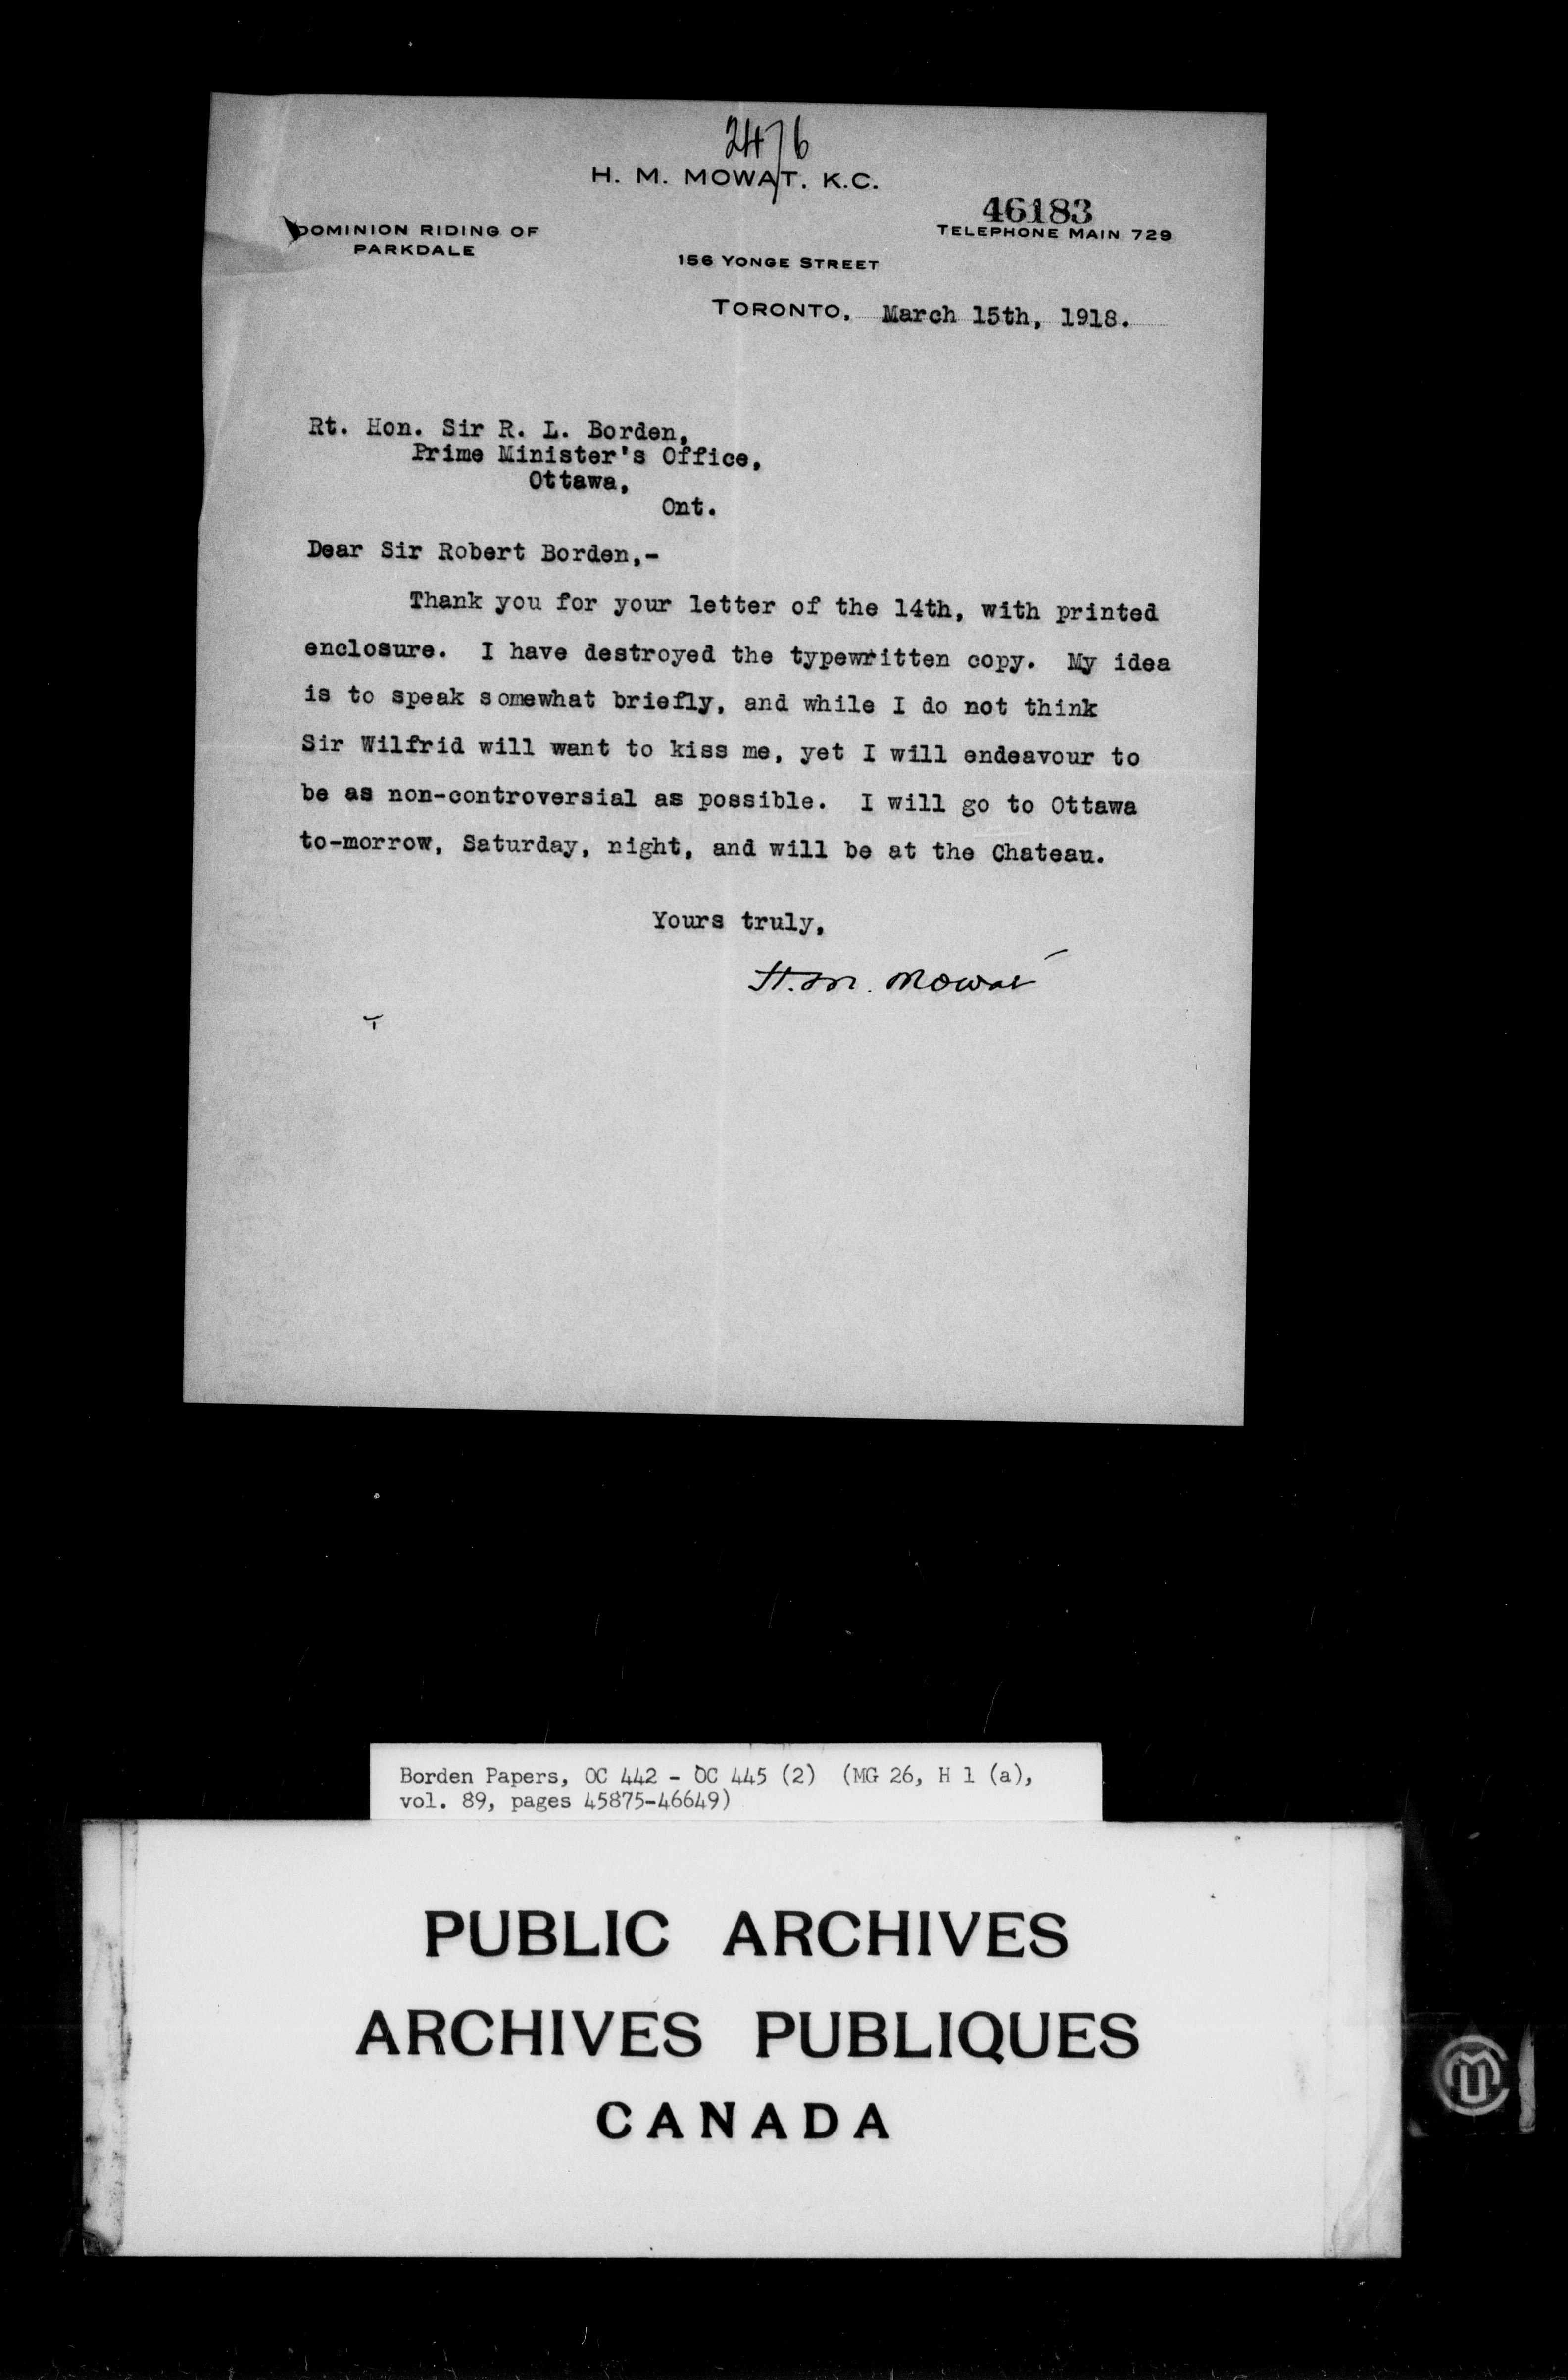 2476
H. M. MOWAT. K.C.
46183
DOMINION RIDING OF
PARKDALE
TELEPHONE MAIN 729
156 YONGE STREET
TORONTO, March 15th, 1918.
Rt. Hon. Sir R. L. Borden,
Prime Minister's Office,
Ottawa,
Ont.
Dear Sir Robert Borden,-
Thank you for your letter of the 14th, with printed
enclosure. I have destroyed the typewritten copy. My idea
is to speak somewhat briefly, and while I do not think
Sir Wilfrid will want to kiss me, yet I will endeavour to
be as non-controversial as possible. I will go to Ottawa
to-morrow, Saturday, night, and will be at the Chateau.
Yours truly,
H. M. Mowat
Borden Papers, OC 442 - OC 445 (2) (MG 26, H 1 (a),
vol. 89, pages 45875-46649)
PUBLIC ARCHIVES
ARCHIVES PUBLIQUES
CANADA